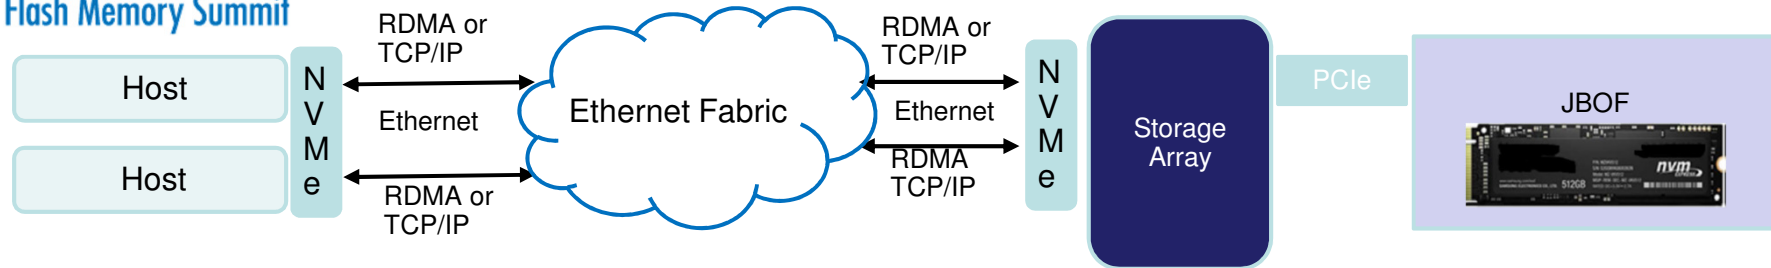 Flash Memory Summit
Host
Host
N
V
M
e
RDMA or
TCP/IP
Ethernet
RDMA or
TCP/IP
Ethernet Fabric
RDMA or
TCP/IP
Ethernet
RDMA
TCP/IP
N
V
M
e
Storage
Array
PCIe
JBOF
nvm
EXPRESS
512GB